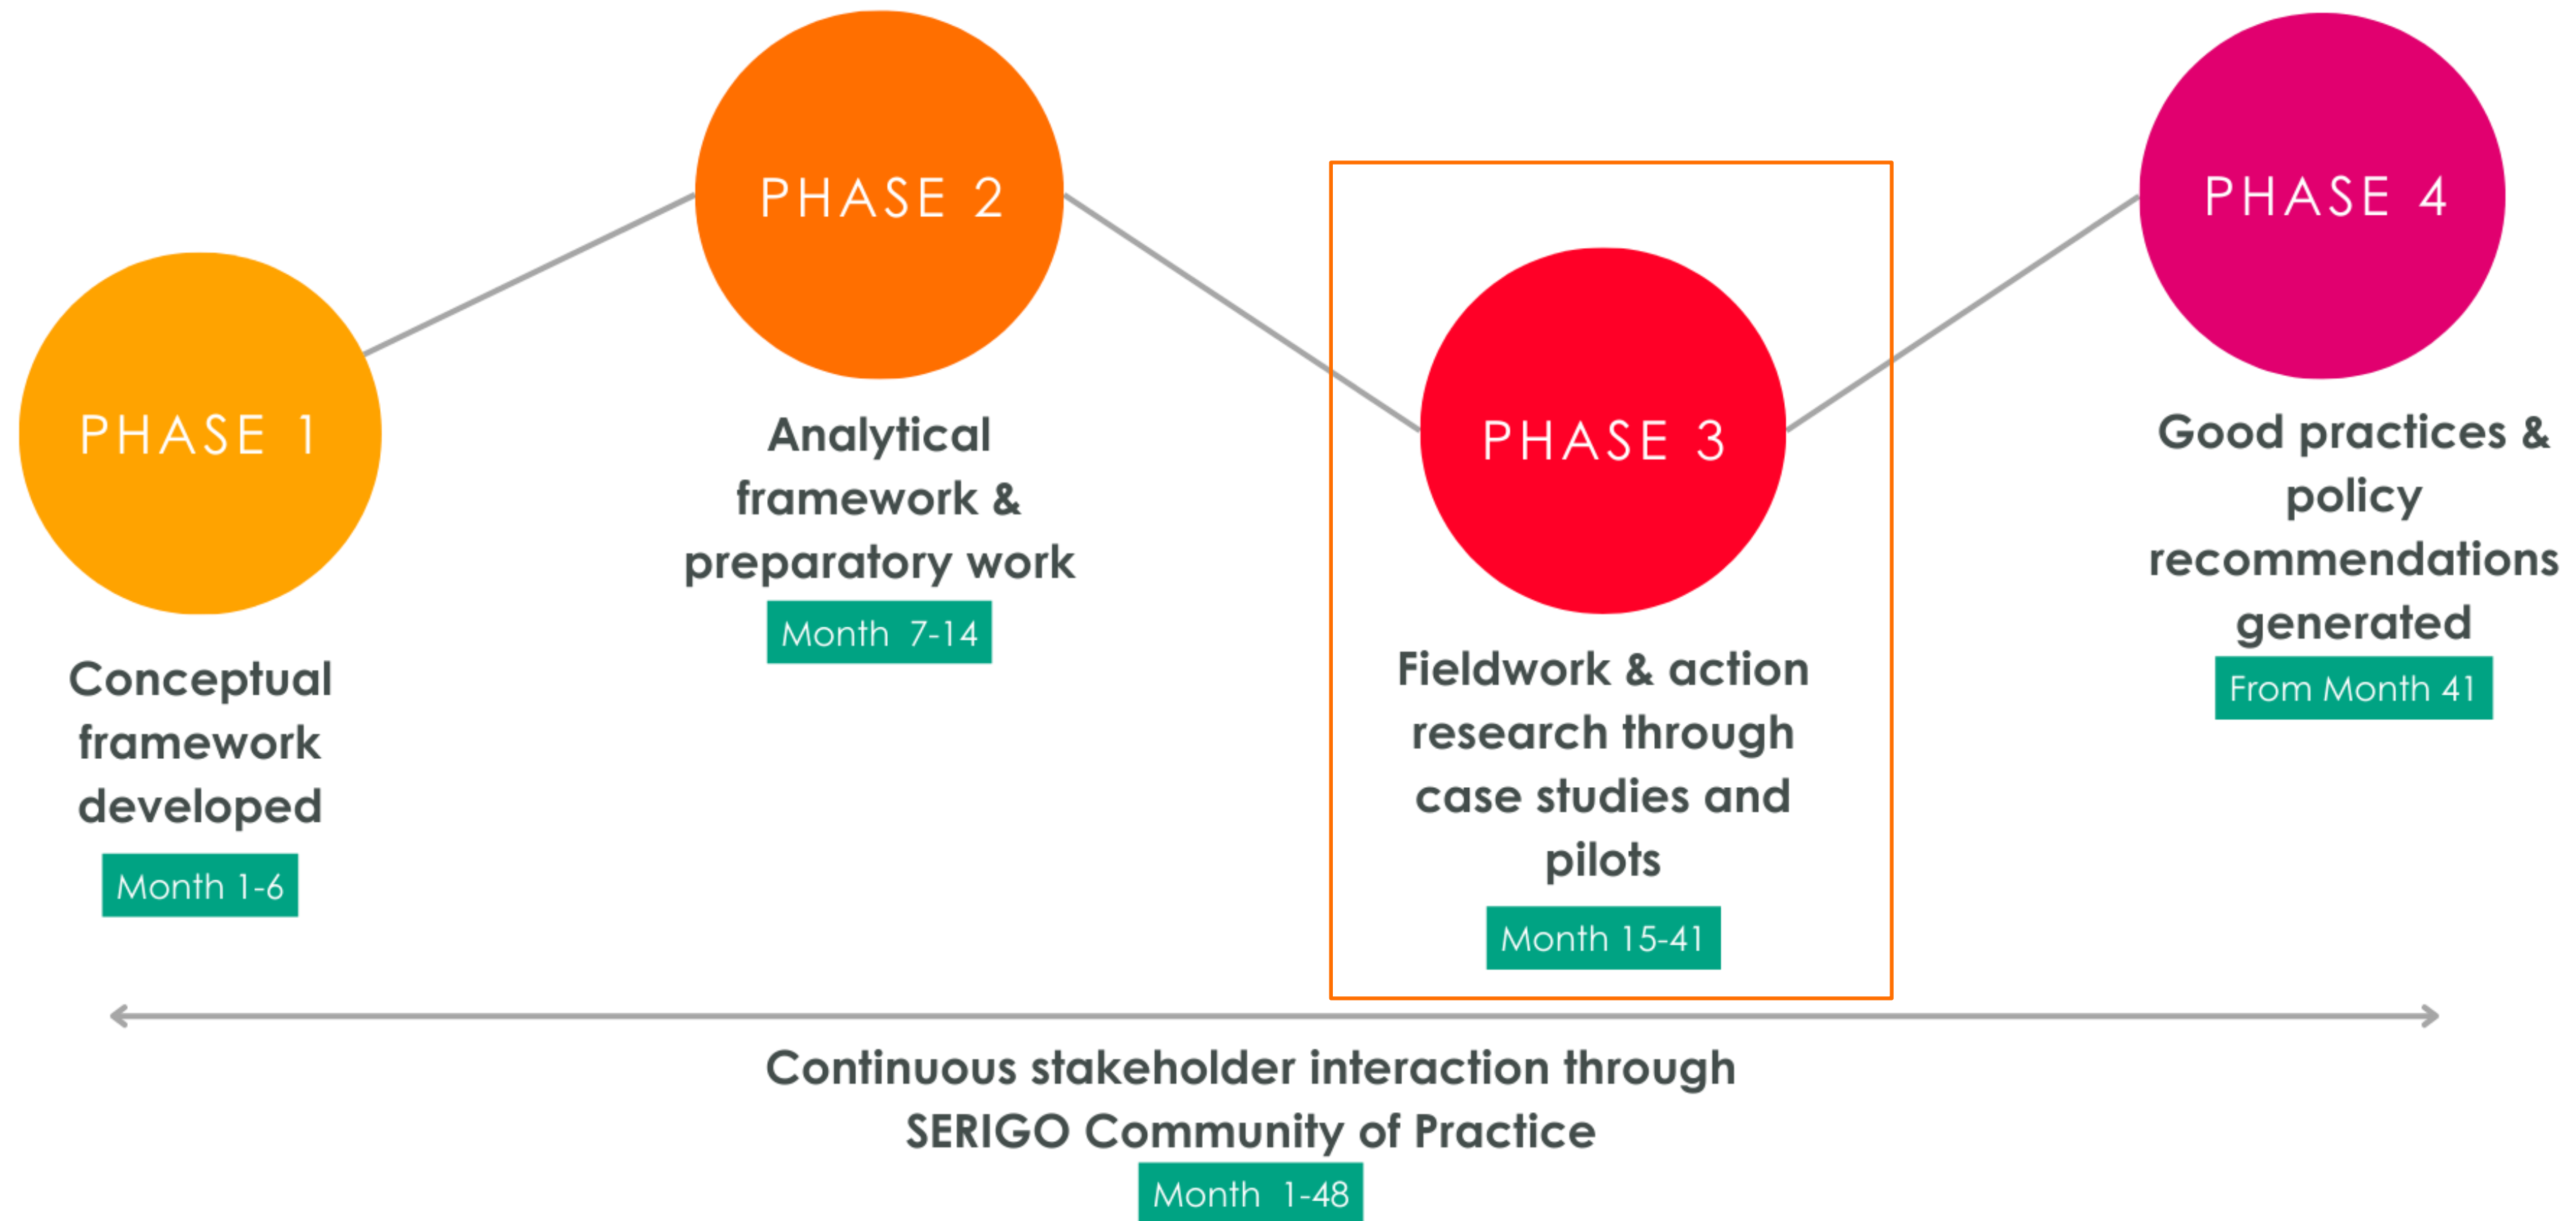 PHASE 1
Conceptual
framework
developed
Month 1-6
PHASE 2
Analytical
framework &
preparatory work
Month 7-14
PHASE 3
Fieldwork & action
research through
case studies and
pilots
Month 15-41
PHASE 4
Good practices &
policy
recommendations
generated
From Month 41
Continuous stakeholder interaction through
SERIGO Community of Practice
Month 1-48